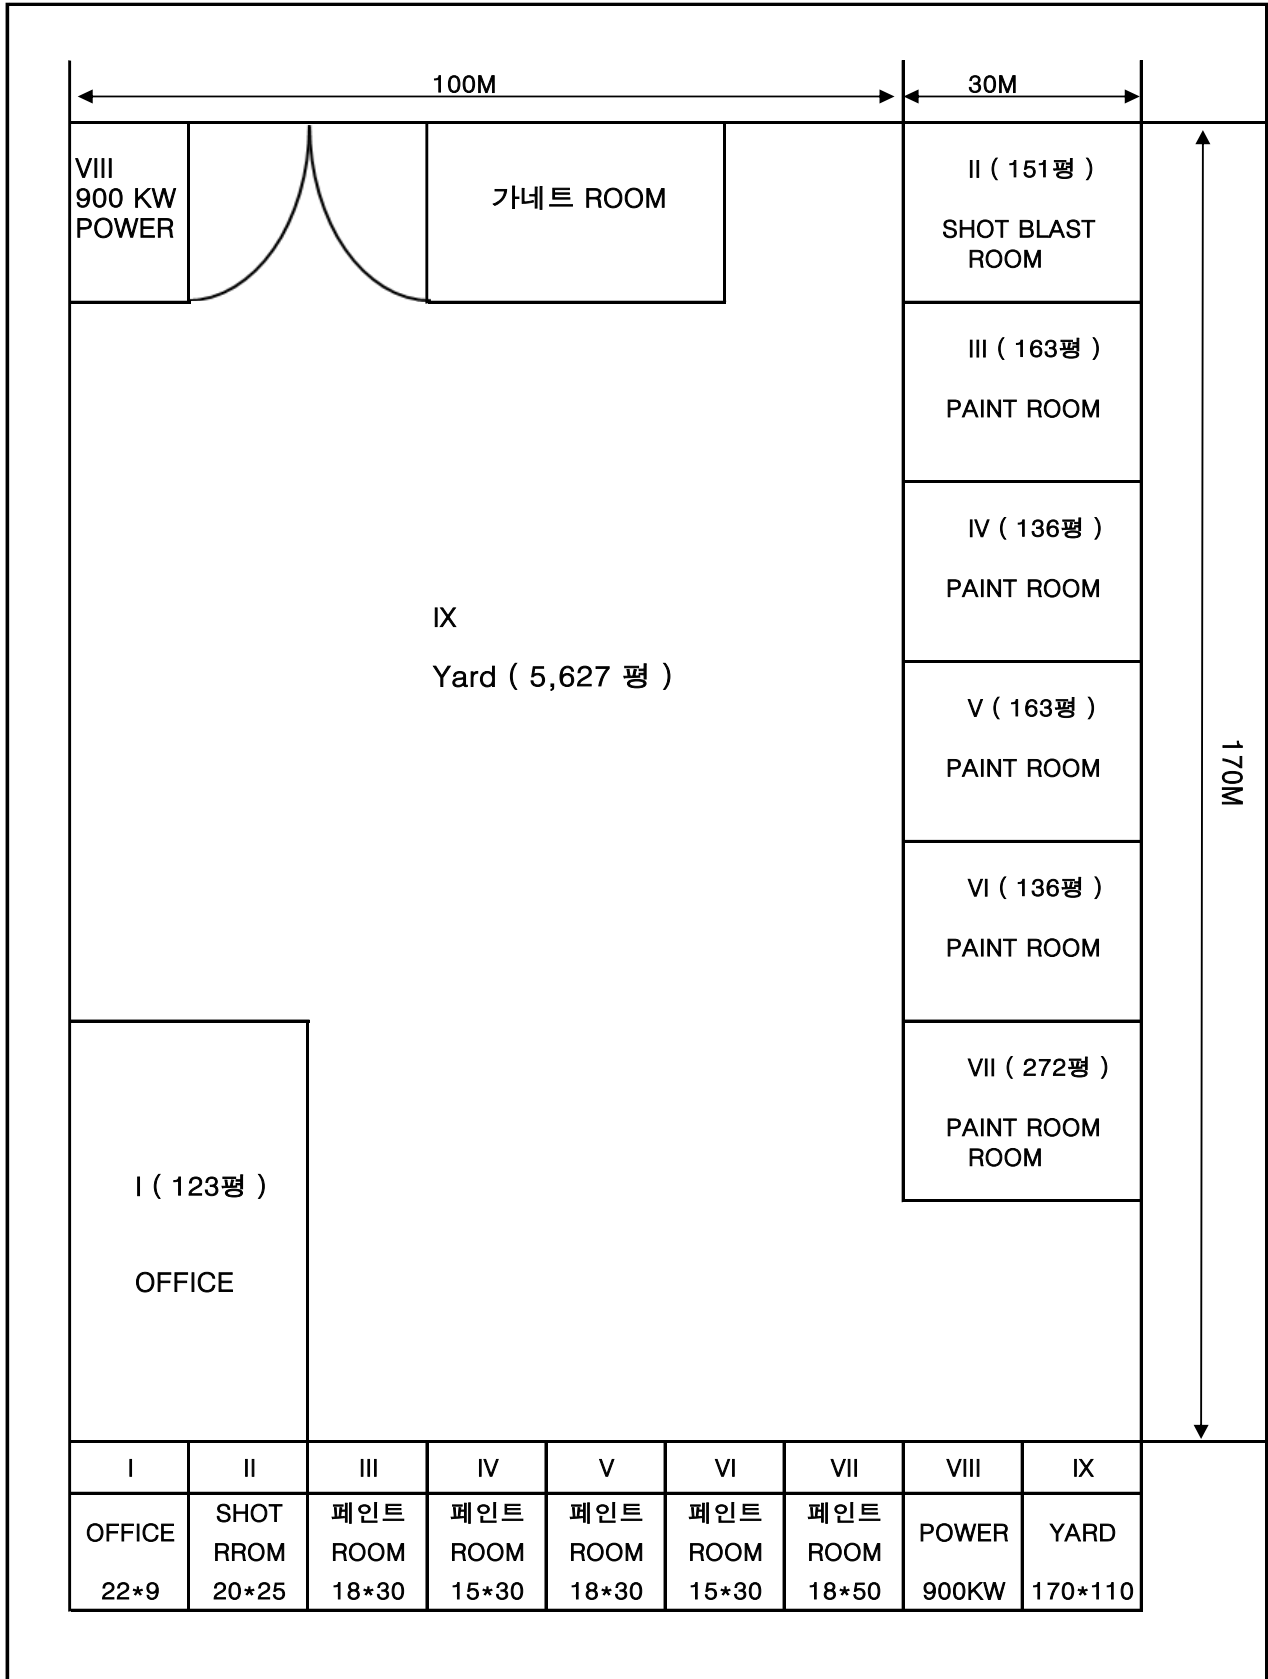 100M
30M
VIII
900 KW
POWER
가네트 ROOM
II ( 151평 )
SHOT BLAST
ROOM
III ( 163평 )
PAINT ROOM
IV ( 136평 )
PAINT ROOM
IX
Yard ( 5,627 평 )
V ( 163평 )
PAINT ROOM
170M
VI ( 136평 )
PAINT ROOM
VII ( 272평 )
PAINT ROOM
ROOM
I ( 123평 )
OFFICE
I II III IV V VI VII VIII IX
OFFICE
22*9
SHOT
RROM
20*25
페인트
ROOM
18*30
페인트
ROOM
15*30
페인트
ROOM
18*30
페인트
ROOM
15*30
페인트
ROOM
18*50
POWER
900KW
YARD
170*110